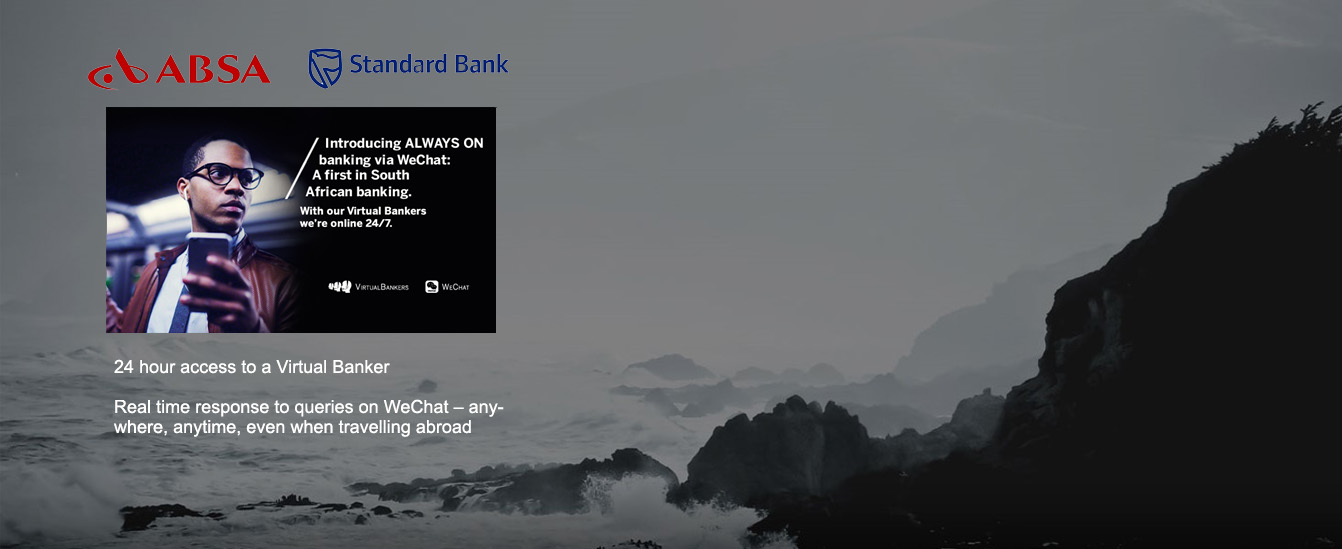 ABSA Standard Bank
Introducing ALWAYS ON
banking via WeChat:
A first in South
African banking.
With our Virtual Bankers
we're online 24/7.
VIRTUALBANKERS WECHAT
24 hour access to a Virtual Banker
Real time response to queries on WeChat – any-
where, anytime, even when travelling abroad